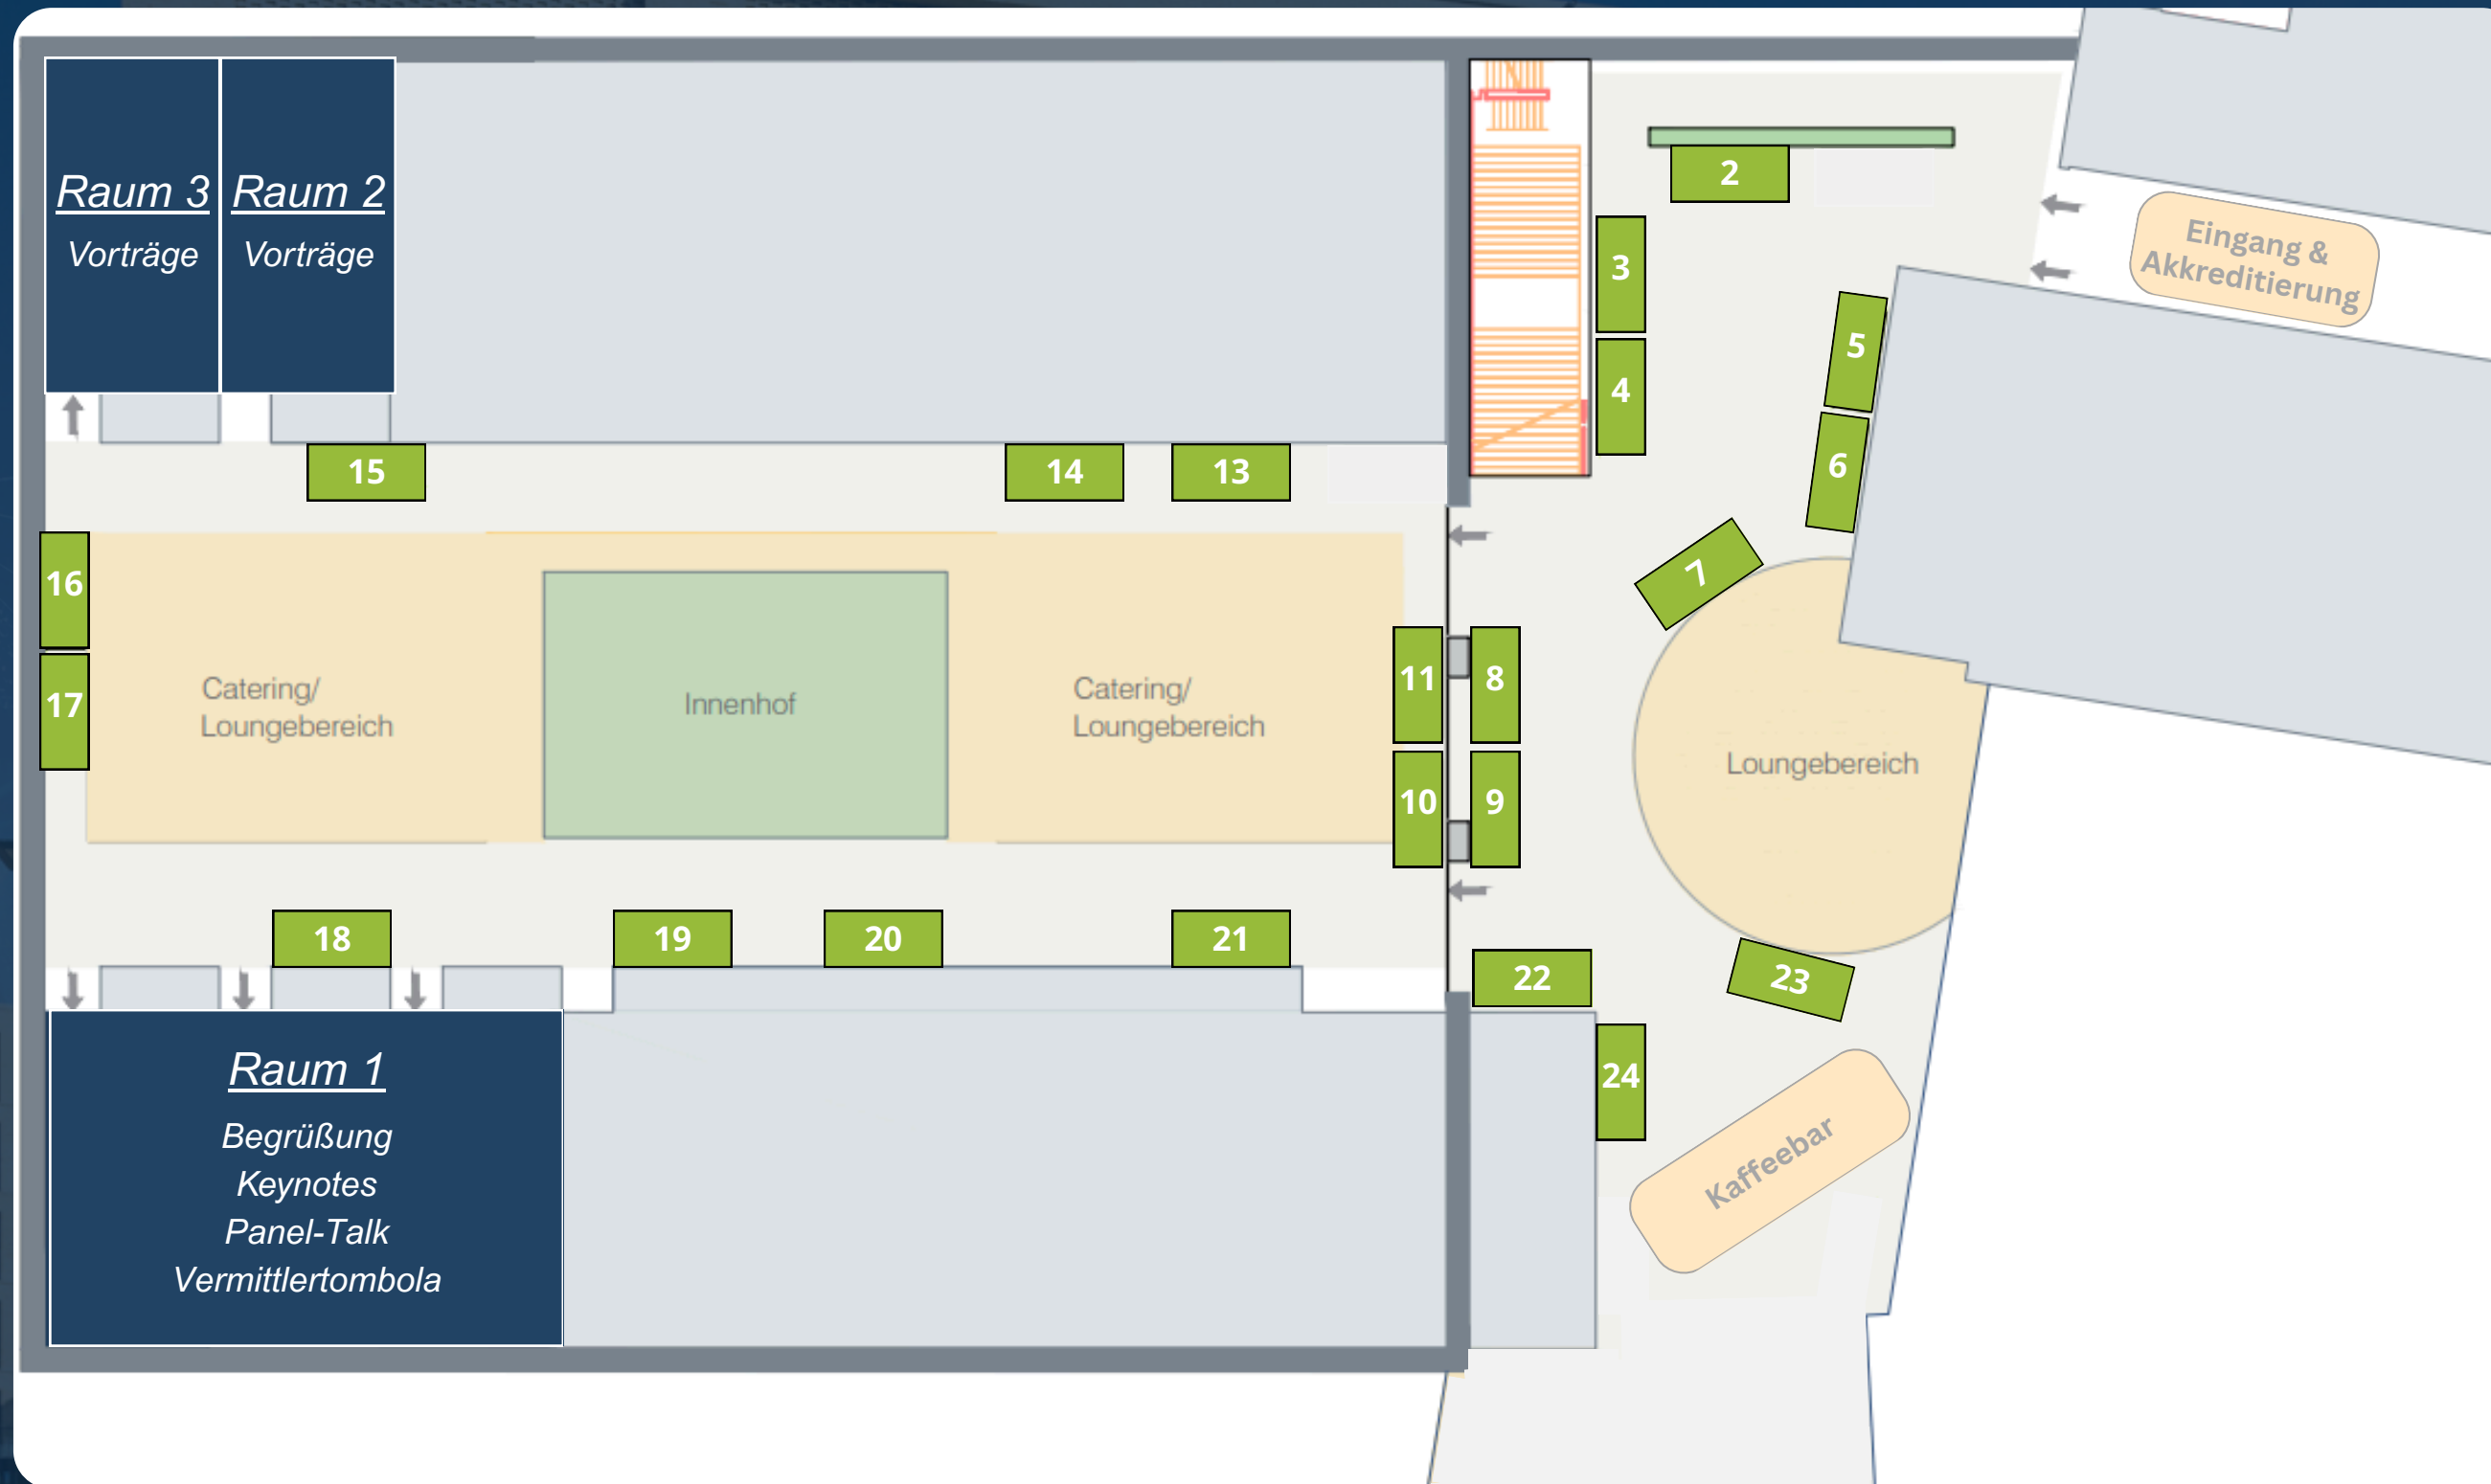 Raum 3
Vorträge
Raum 2
Vorträge
2
3
4
Eingang &
Akkreditierung
5
6
7
15
14
13
16
17
Catering/
Loungebereich
Innenhof
Catering/
Loungebereich
11
8
10
9
Loungebereich
18
19
20
21
22
23
24
Kaffeebar
Raum 1
Begrüßung
Keynotes
Panel-Talk
Vermittlertombola